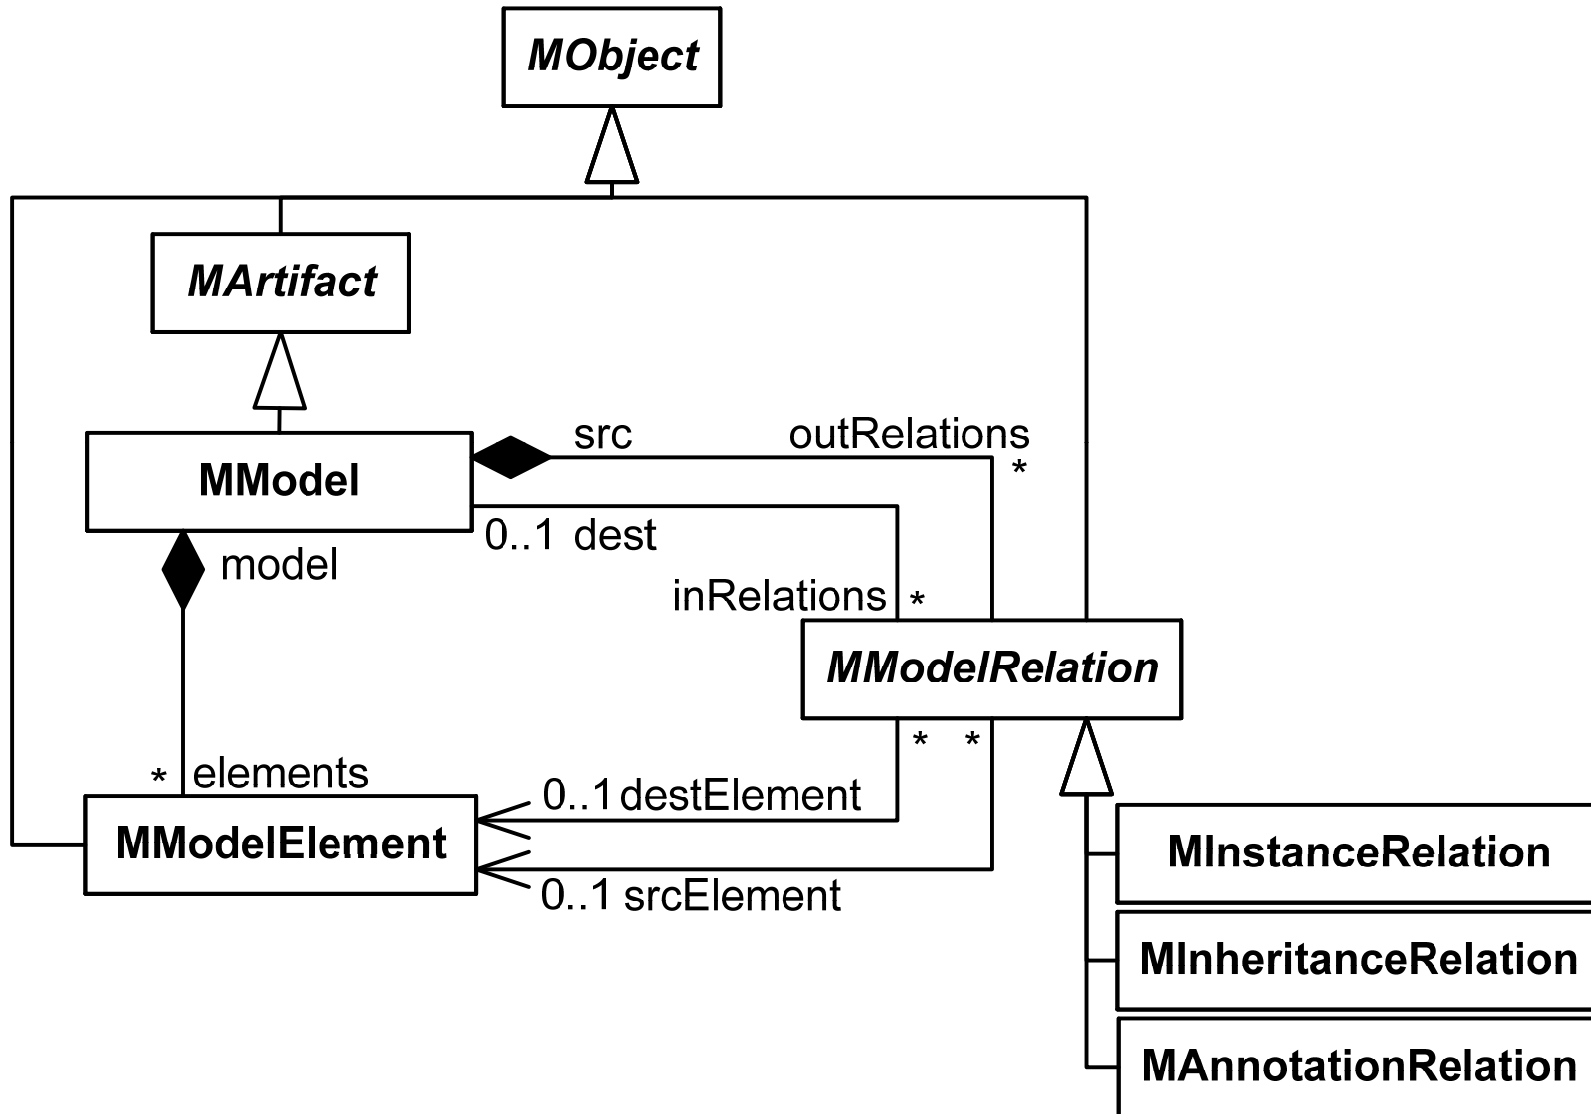 MObject
MArtifact
src
outRelations
*
MModel
0..1 dest
model
inRelations *
MModelRelation
* *
* elements
0..1 destElement
MModelElement
MInstanceRelation
0..1 srcElement
MInheritanceRelation
MAnnotationRelation